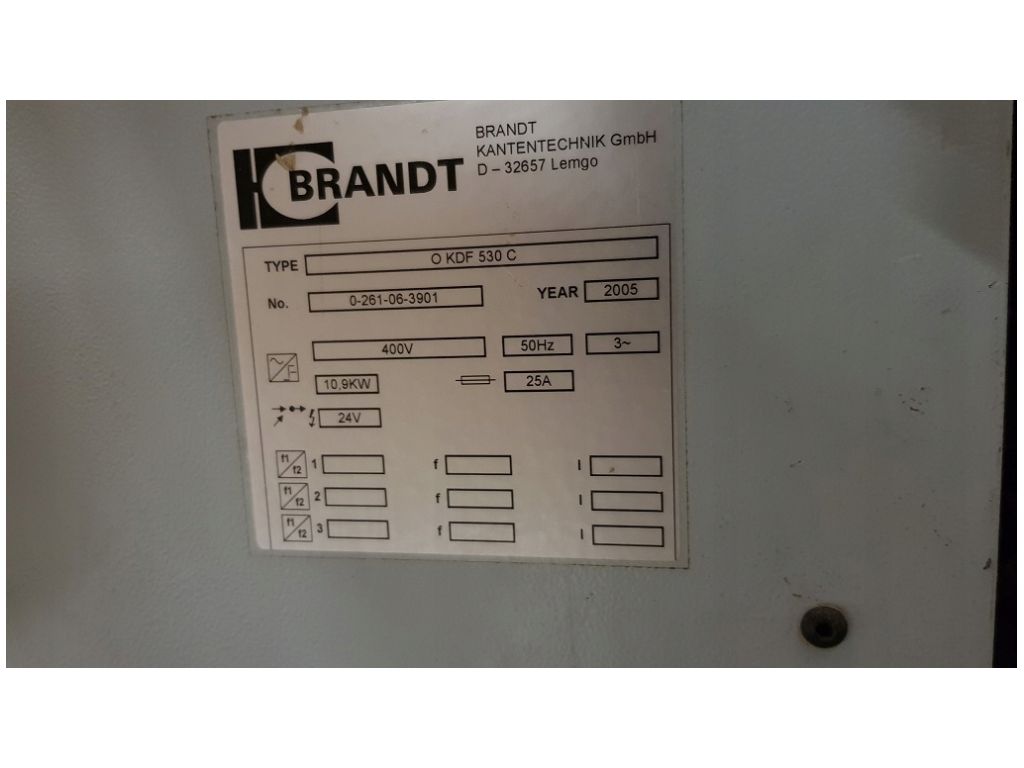 BRANDT
BRANDT
KANTENTECHNIK GmbH
D – 32657 Lemgo
TYPE O KDF 530 C
No. 0-261-06-3901 YEAR 2005
400V 50Hz 3~
10,9KW 25A
24V
f1 f2 1 f I
f1 f2 2 f I
f1 f2 3 f I